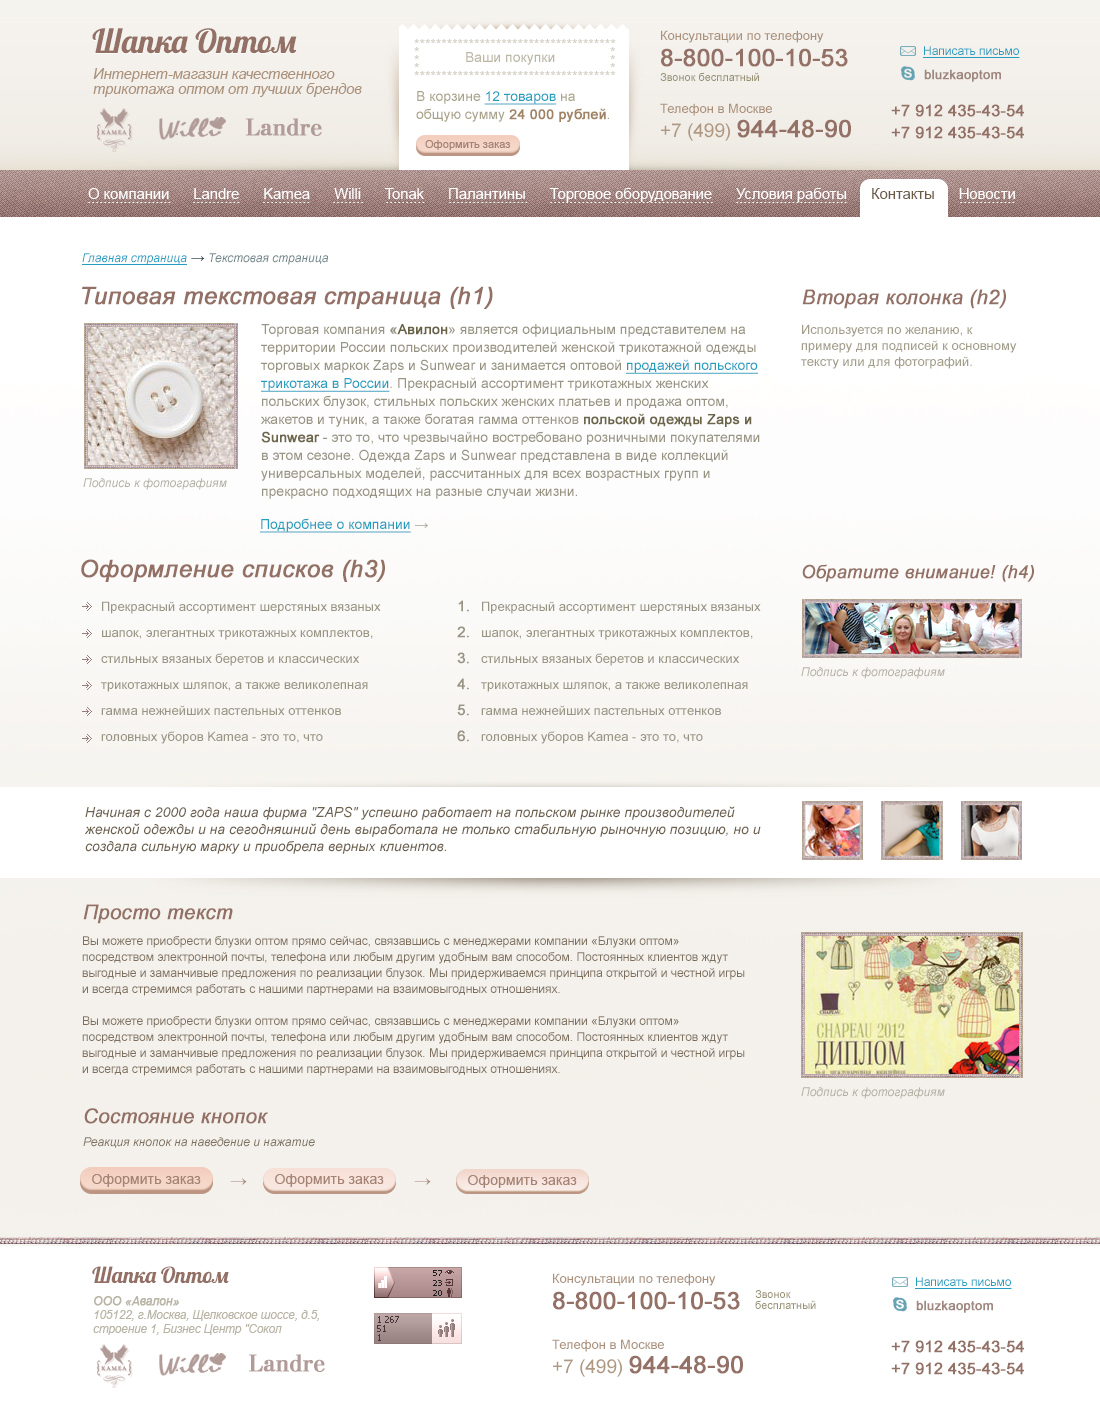 Шапка Оптом
Интернет-магазин качественного
трикотажа оптом от лучших брендов
KAMEA
Willi
Landre
Ваши покупки
В корзине 12 товаров на
общую сумму 24 000 рублей.
Оформить заказ
Консультации по телефону
8-800-100-10-53
Звонок бесплатный
Телефон в Москве
+7 (499) 944-48-90
Написать письмо
bluzkaoptom
+7 912 435-43-54
+7 912 435-43-54
О компании Landre Kamea Willi Tonak Палантины Торговое оборудование Условия работы Контакты Новости
Главная страница → Текстовая страница
Типовая текстовая страница (h1)
Подпись к фотографиям
Торговая компания «Авилон» является официальным представителем на
территории России польских производителей женской трикотажной одежды
торговых маркок Zaps и Sunwear и занимается оптовой продажей польского
трикотажа в России. Прекрасный ассортимент трикотажных женских
польских блузок, стильных польских женских платьев и продажа оптом,
жакетов и туник, а также богатая гамма оттенков польской одежды Zaps и
Sunwear - это то, что чрезвычайно востребовано розничными покупателями
в этом сезоне. Одежда Zaps и Sunwear представлена в виде коллекций
универсальных моделей, рассчитанных для всех возрастных групп и
прекрасно подходящих на разные случаи жизни.
Подробнее о компании →
Вторая колонка (h2)
Используется по желанию, к
примеру для подписей к основному
тексту или для фотографий.
Оформление списков (h3)
Прекрасный ассортимент шерстяных вязаных
шапок, элегантных трикотажных комплектов,
стильных вязаных беретов и классических
трикотажных шляпок, а также великолепная
гамма нежнейших пастельных оттенков
головных уборов Kamea - это то, что
1. Прекрасный ассортимент шерстяных вязаных
2. шапок, элегантных трикотажных комплектов,
3. стильных вязаных беретов и классических
4. трикотажных шляпок, а также великолепная
5. гамма нежнейших пастельных оттенков
6. головных уборов Kamea - это то, что
Обратите внимание! (h4)
Подпись к фотографиям
Начиная с 2000 года наша фирма "ZAPS" успешно работает на польском рынке производителей
женской одежды и на сегодняшний день выработала не только стабильную рыночную позицию, но и
создала сильную марку и приобрела верных клиентов.
Просто текст
Вы можете приобрести блузки оптом прямо сейчас, связавшись с менеджерами компании «Блузки оптом»
посредством электронной почты, телефона или любым другим удобным вам способом. Постоянных клиентов ждут
выгодные и заманчивые предложения по реализации блузок. Мы придерживаемся принципа открытой и честной игры
и всегда стремимся работать с нашими партнерами на взаимовыгодных отношениях.
Вы можете приобрести блузки оптом прямо сейчас, связавшись с менеджерами компании «Блузки оптом»
посредством электронной почты, телефона или любым другим удобным вам способом. Постоянных клиентов ждут
выгодные и заманчивые предложения по реализации блузок. Мы придерживаемся принципа открытой и честной игры
и всегда стремимся работать с нашими партнерами на взаимовыгодных отношениях.
CHAPEAU 2012
ДИПЛОМ
Подпись к фотографиям
Состояние кнопок
Реакция кнопок на наведение и нажатие
Оформить заказ → Оформить заказ → Оформить заказ
Шапка Оптом
ООО «Авалон»
105122, г.Москва, Щелковское шоссе, д.5,
строение 1, Бизнес Центр "Сокол
KAMEA
Willi
Landre
57
23
20
1 267
51
1
Консультации по телефону
8-800-100-10-53
Звонок
бесплатный
Телефон в Москве
+7 (499) 944-48-90
Написать письмо
bluzkaoptom
+7 912 435-43-54
+7 912 435-43-54